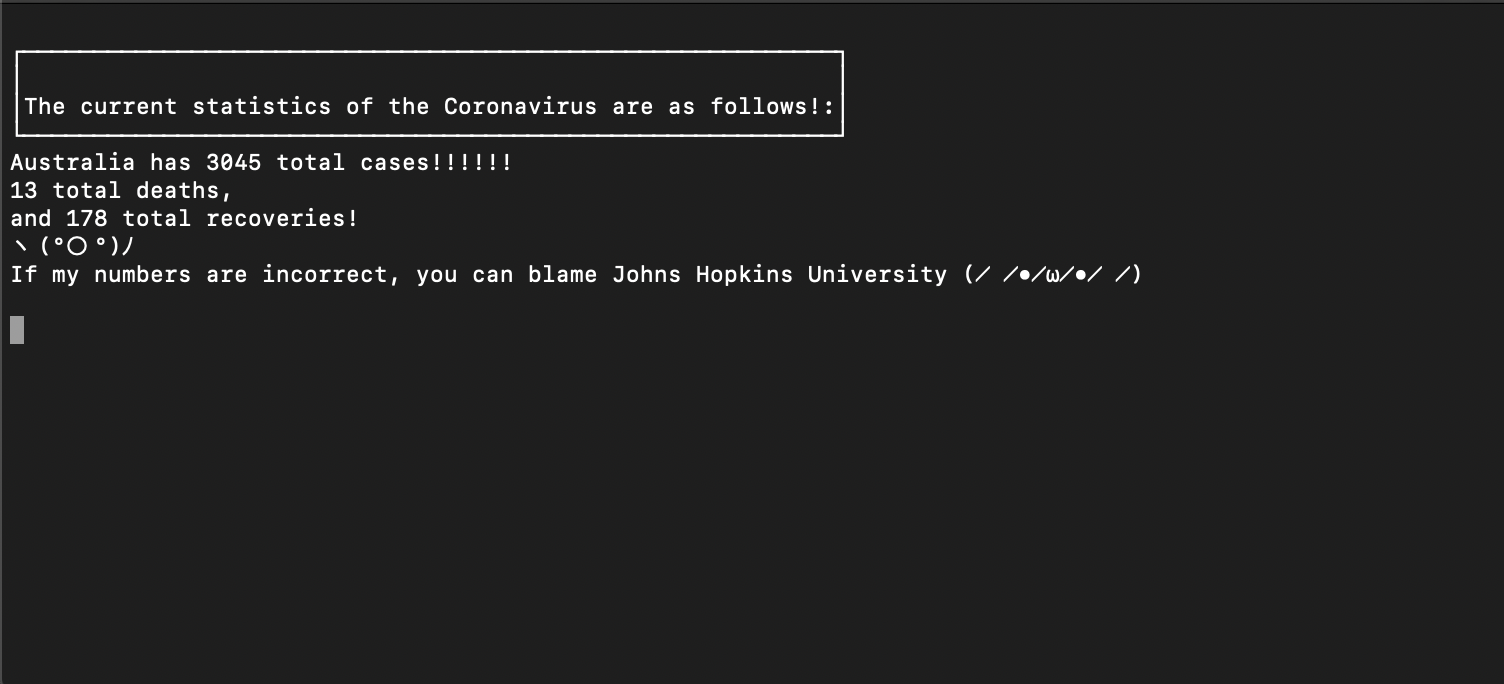 The current statistics of the Coronavirus are as follows!:
Australia has 3045 total cases!!!!!!
13 total deaths,
and 178 total recoveries!
ヽ(°〇°)ﾉ
If my numbers are incorrect, you can blame Johns Hopkins University (⁄ ⁄•⁄ω⁄•⁄ ⁄)